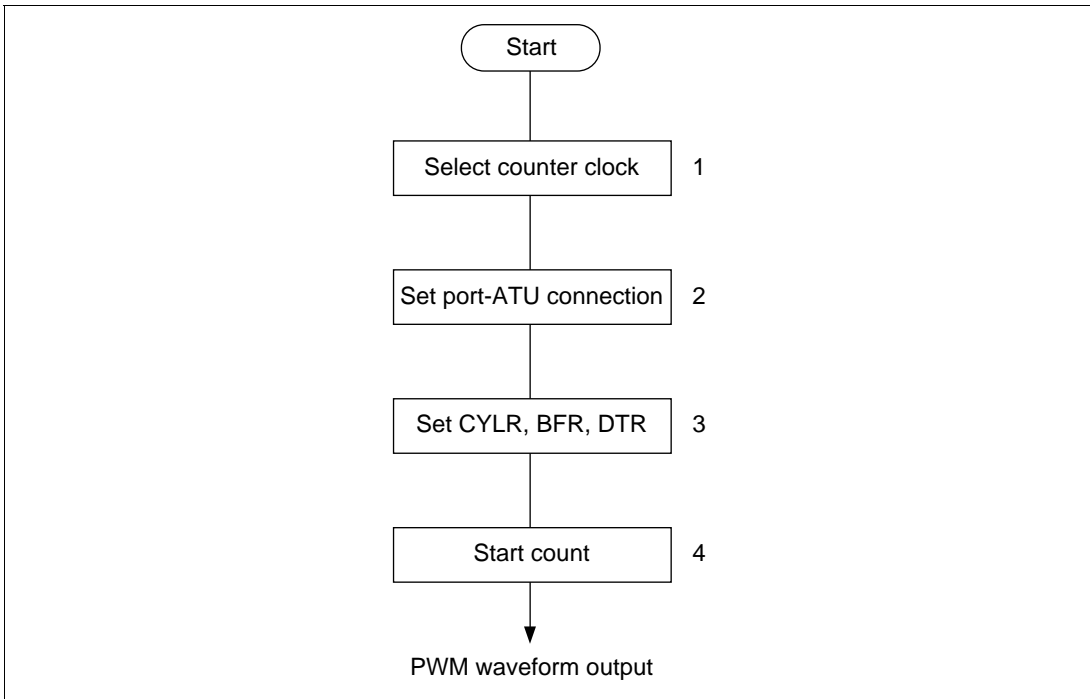 Start
Select counter clock 1
Set port-ATU connection 2
Set CYLR, BFR, DTR 3
Start count 4
PWM waveform output